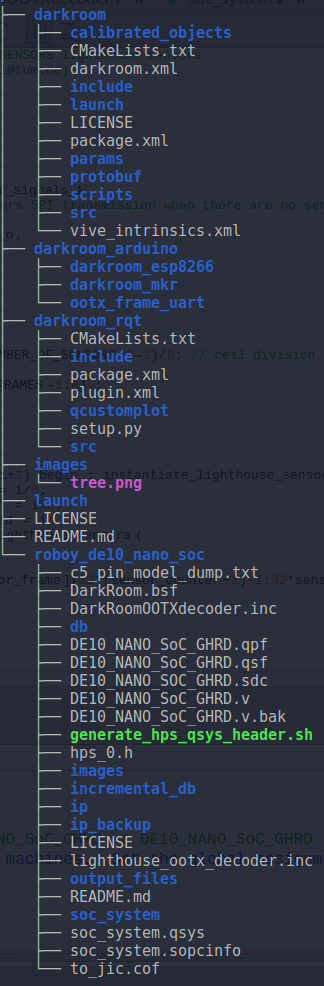 darkroom
calibrated_objects
CMakeLists.txt
darkroom.xml
include
launch
LICENSE
package.xml
params
protobuf
scripts
src
vive_intrinsics.xml
darkroom_arduino
darkroom_esp8266
darkroom_mkr
ootx_frame_uart
darkroom_rqt
CMakeLists.txt
include
package.xml
plugin.xml
qcustomplot
setup.py
src
images
tree.png
launch
LICENSE
README.md
roboy_de10_nano_soc
c5_pin_model_dump.txt
DarkRoom.bsf
DarkRoomOOTXdecoder.inc
db
DE10_NANO_SoC_GHRD.qpf
DE10_NANO_SoC_GHRD.qsf
DE10_NANO_SoC_GHRD.sdc
DE10_NANO_SoC_GHRD.v
DE10_NANO_SoC_GHRD.v.bak
generate_hps_qsys_header.sh
hps_0.h
images
incremental_db
ip
ip_backup
LICENSE
lighthouse_ootx_decoder.inc
output_files
README.md
soc_system
soc_system.qsys
soc_system.sopcinfo
to_jic.cof